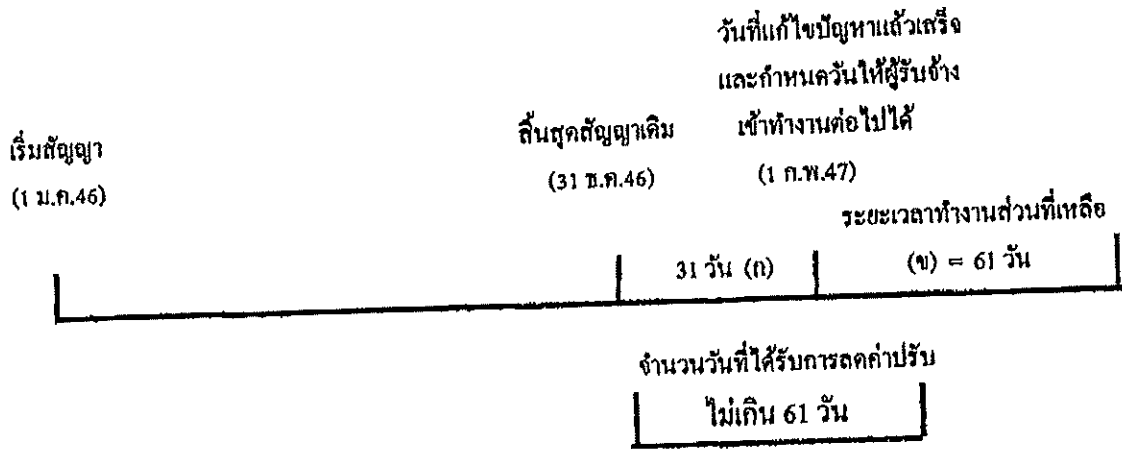 วันที่แก้ไขปัญหาแล้วเสร็จ
และกำหนดวันให้ผู้รับจ้าง
เข้าทำงานต่อไปได้
(1 ก.พ.47)
สิ้นสุดสัญญาเดิม
(31 ธ.ค.46)
เริ่มสัญญา
(1 ม.ค.46)
ระยะเวลาทำงานส่วนที่เหลือ
31 วัน (ก)
(ข) = 61 วัน
จำนวนวันที่ได้รับการลดค่าปรับ
ไม่เกิน 61 วัน